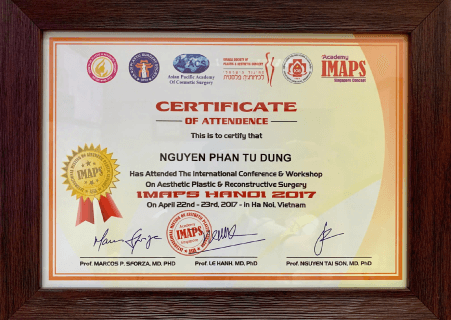 APACS
Asian Pacific Academy
Of Cosmetic Surgery
Academy
IMAPS
CERTIFICATE
OF ATTENDENCE
This is to certify that
NGUYEN PHAN TU DUNG
Has Attended The International Conference & Workshop
On Aesthetic Plastic & Reconstructive Surgery
IMAPS HANOI 2017
On April 22nd - 23rd, 2017 - in Ha Noi, Vietnam
IMAPS
IMAPS
Prof. MARCOS P. SFORZA, MD. PHD
Prof. LE HANH, MD, PhD
Prof. NGUYEN TAI SON, MD. PhD